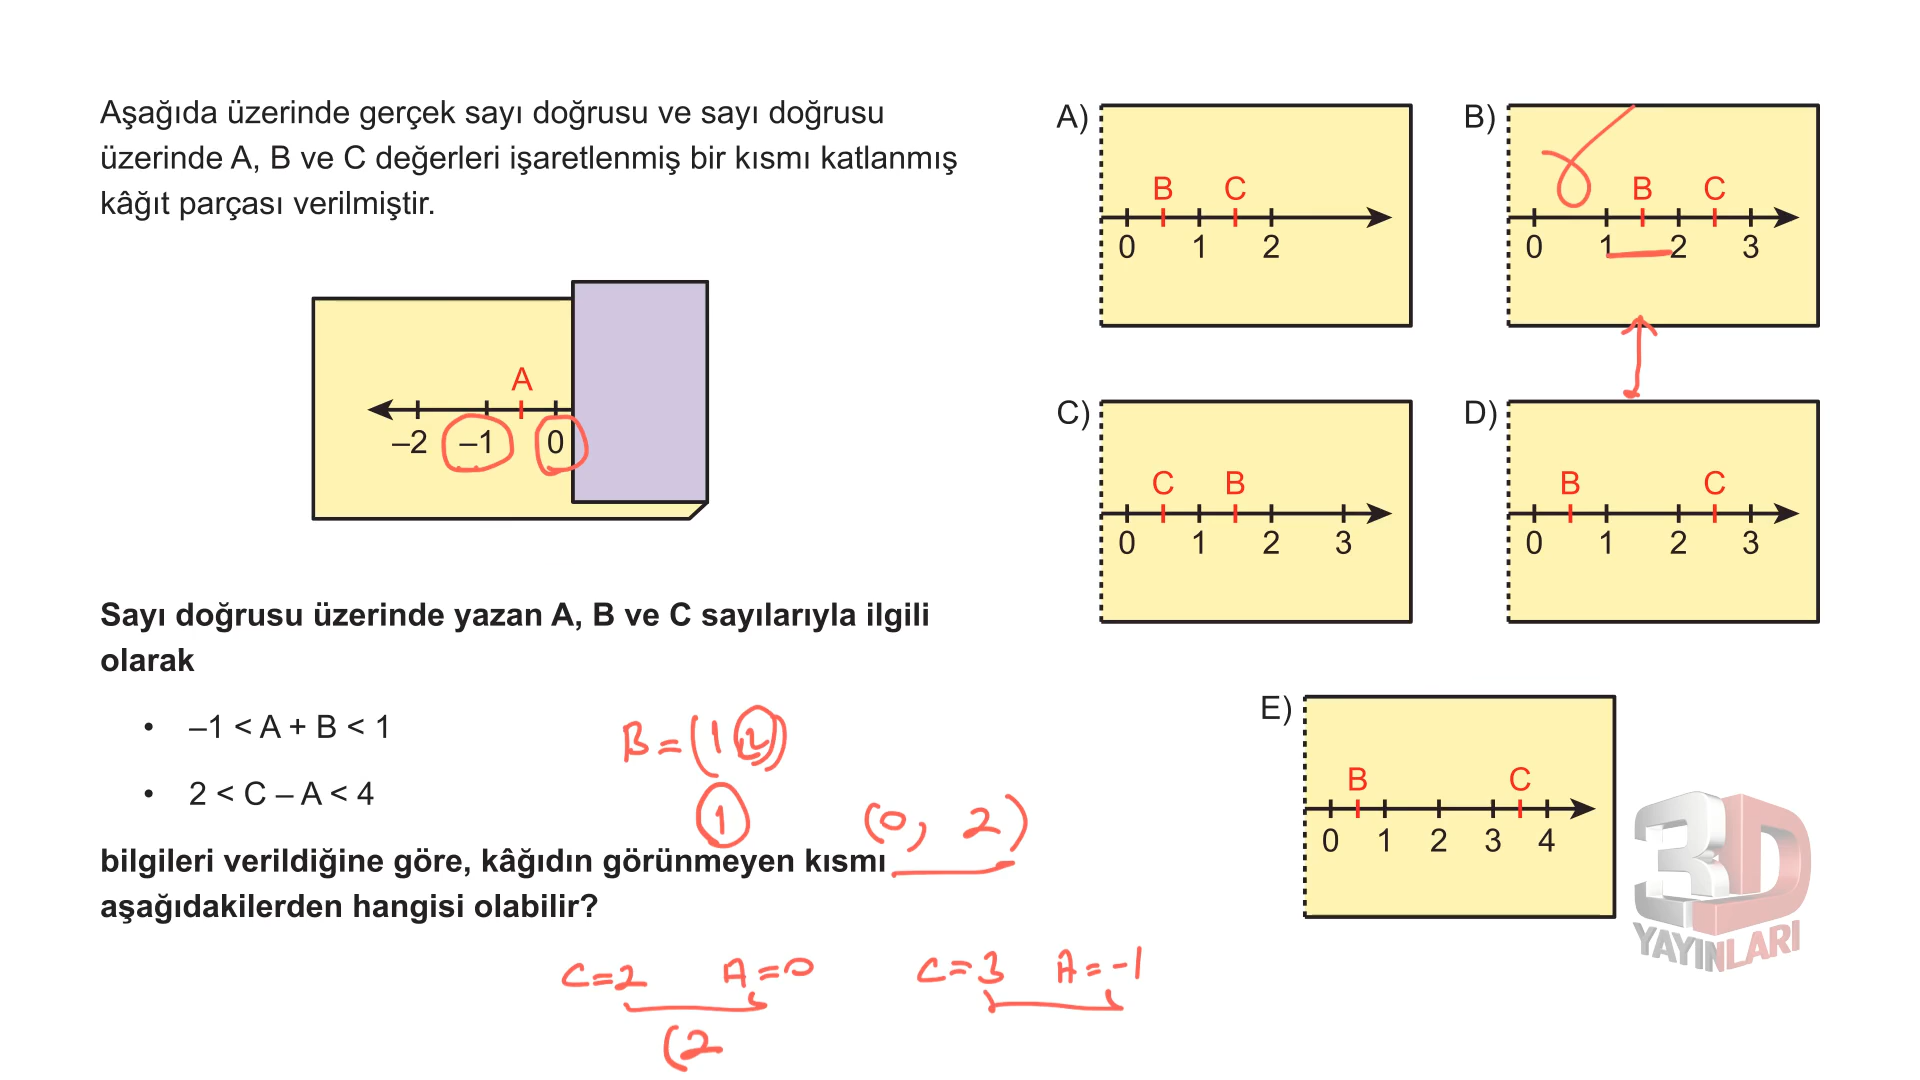 Aşağıda üzerinde gerçek sayı doğrusu ve sayı doğrusu
üzerinde A, B ve C değerleri işaretlenmiş bir kısmı katlanmış
kâğıt parçası verilmiştir.
A
–2 –1 0
Sayı doğrusu üzerinde yazan A, B ve C sayılarıyla ilgili
olarak
• –1 < A + B < 1
• 2 < C – A < 4
bilgileri verildiğine göre, kâğıdın görünmeyen kısmı
aşağıdakilerden hangisi olabilir?
B = (1 2)
1
(0, 2)
C=2 A=0
(2
C=3 A=-1
A)
B C
0 1 2
B)
B C
0 1 2 3
C)
C B
0 1 2 3
D)
B C
0 1 2 3
E)
B C
0 1 2 3 4
3D
YAYINLARI